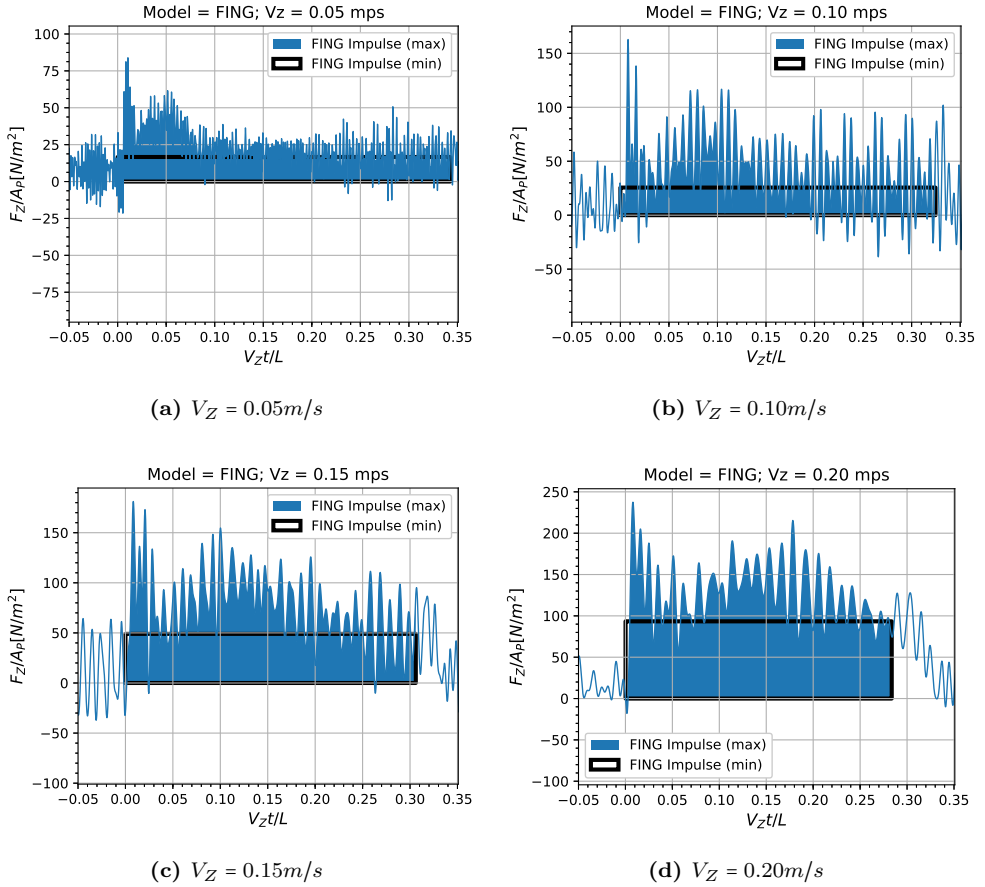 Model = FING; Vz = 0.05 mps
100
75
50
25
0
−25
−50
−75
F_Z/A_P[N/m^2]
FING Impulse (max)
FING Impulse (min)
−0.05 0.00 0.05 0.10 0.15 0.20 0.25 0.30 0.35
V_Z t/L
(a) V_Z = 0.05m/s
Model = FING; Vz = 0.10 mps
150
100
50
0
−50
F_Z/A_P[N/m^2]
FING Impulse (max)
FING Impulse (min)
−0.05 0.00 0.05 0.10 0.15 0.20 0.25 0.30 0.35
V_Z t/L
(b) V_Z = 0.10m/s
Model = FING; Vz = 0.15 mps
150
100
50
0
−50
−100
F_Z/A_P[N/m^2]
FING Impulse (max)
FING Impulse (min)
−0.05 0.00 0.05 0.10 0.15 0.20 0.25 0.30 0.35
V_Z t/L
(c) V_Z = 0.15m/s
Model = FING; Vz = 0.20 mps
250
200
150
100
50
0
−50
−100
F_Z/A_P[N/m^2]
FING Impulse (max)
FING Impulse (min)
−0.05 0.00 0.05 0.10 0.15 0.20 0.25 0.30 0.35
V_Z t/L
(d) V_Z = 0.20m/s